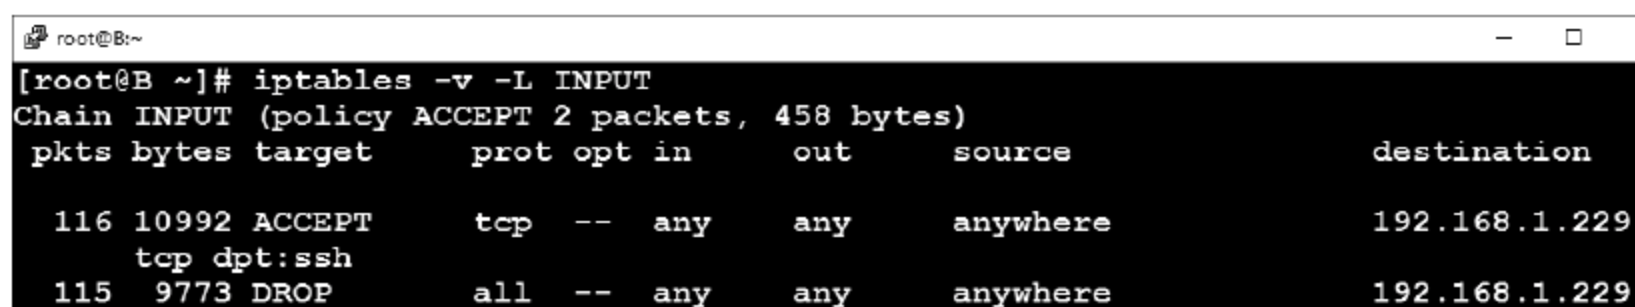 root@B:~
[root@B ~]# iptables -v -L INPUT
Chain INPUT (policy ACCEPT 2 packets, 458 bytes)
pkts bytes target prot opt in out source destination
116 10992 ACCEPT tcp -- any any anywhere 192.168.1.229
tcp dpt:ssh
115 9773 DROP all -- any any anywhere 192.168.1.229